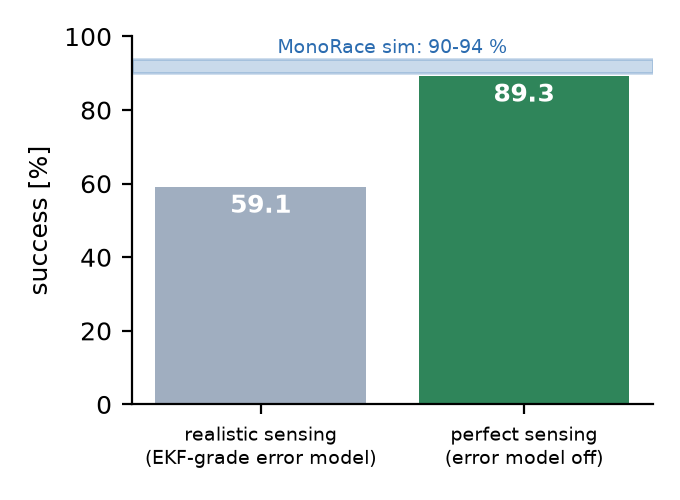 MonoRace sim: 90-94 %
success [%]
100
80
60
40
20
0
59.1
89.3
realistic sensing
(EKF-grade error model)
perfect sensing
(error model off)